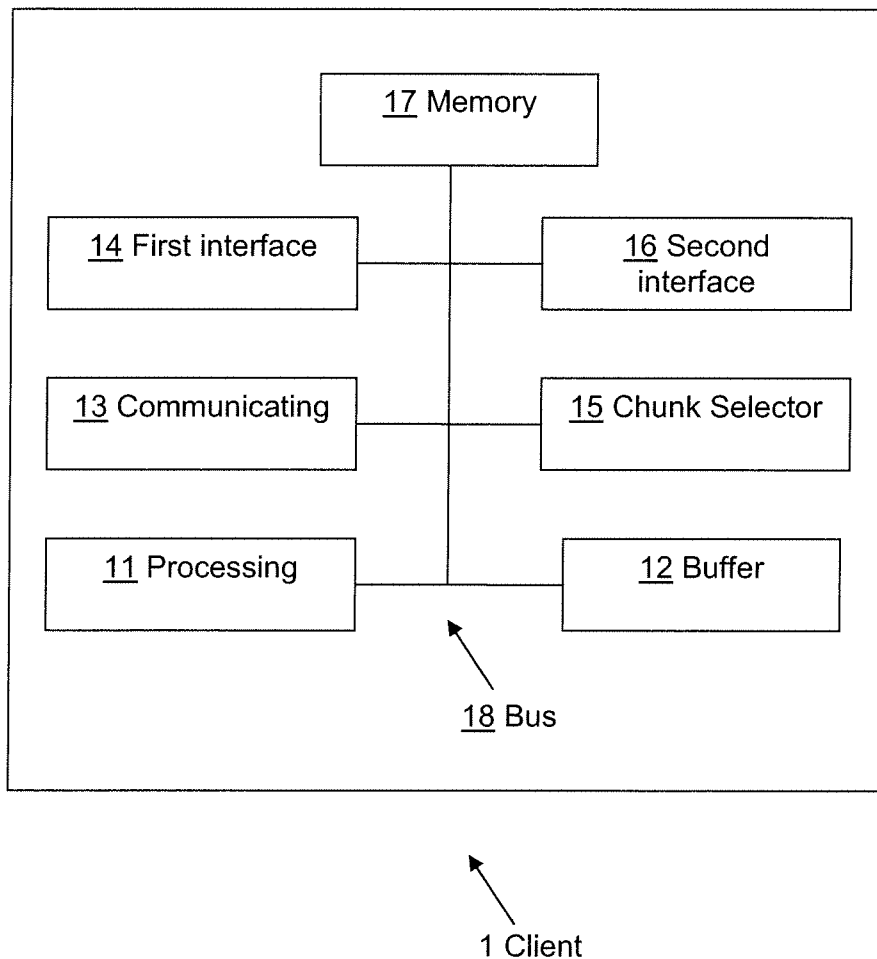 17 Memory
14 First interface
16 Second
interface
13 Communicating
15 Chunk Selector
11 Processing
12 Buffer
18 Bus
1 Client